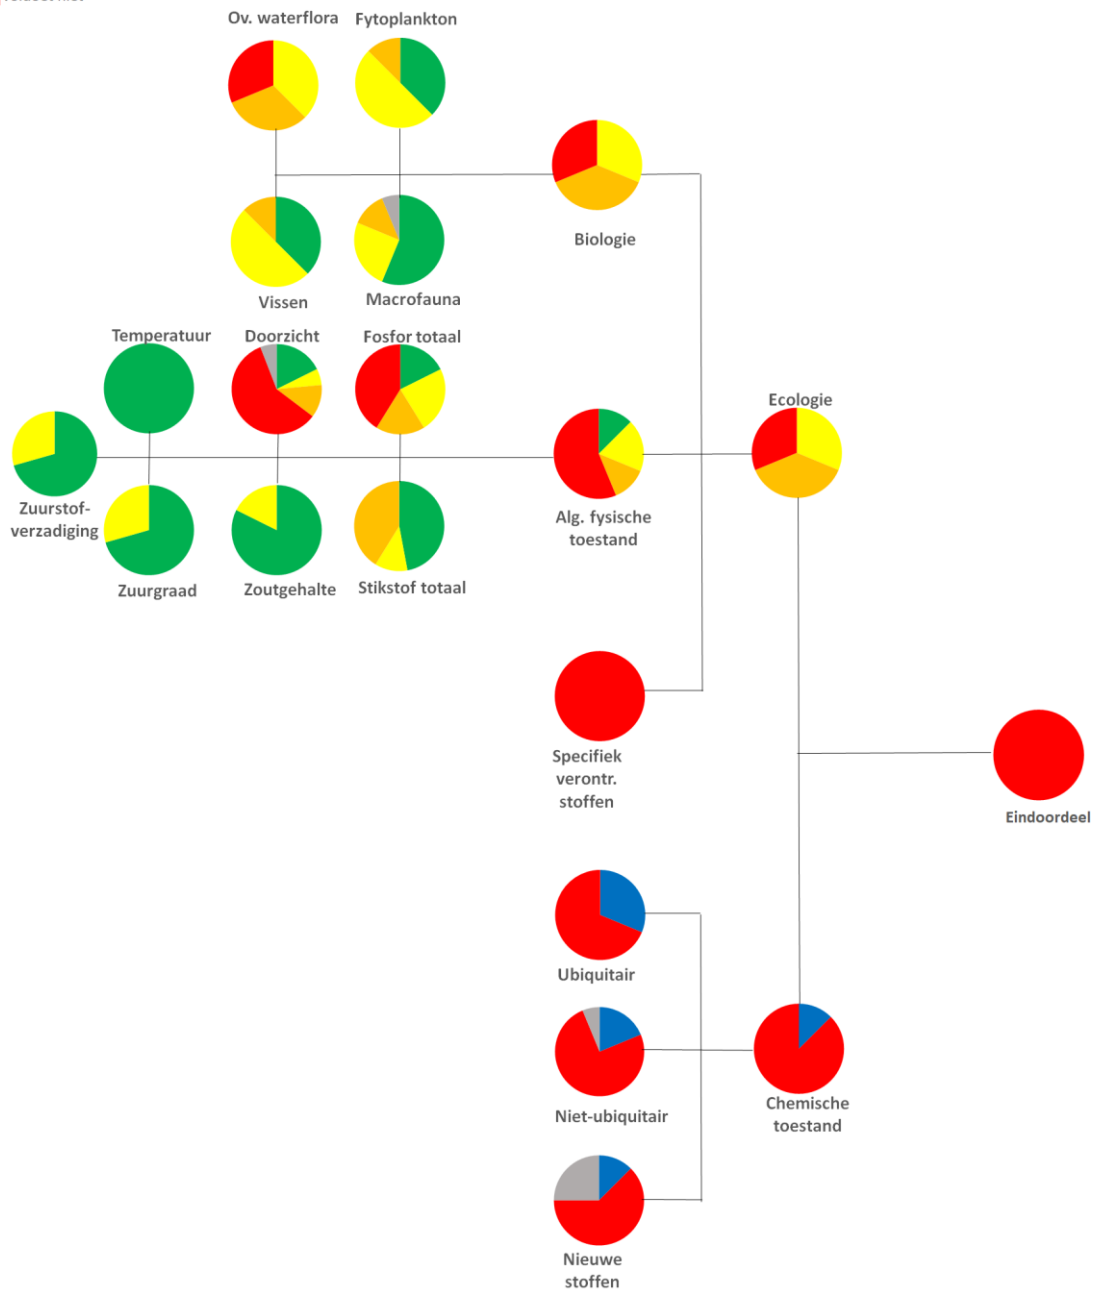 Ov. waterflora
Fytoplankton
Biologie
Vissen
Macrofauna
Temperatuur
Doorzicht
Fosfor totaal
Ecologie
Zuurstof-
verzadiging
Alg. fysische
toestand
Zuurgraad
Zoutgehalte
Stikstof totaal
Specifiek
verontr.
stoffen
Eindoordeel
Ubiquitair
Niet-ubiquitair
Chemische
toestand
Nieuwe
stoffen